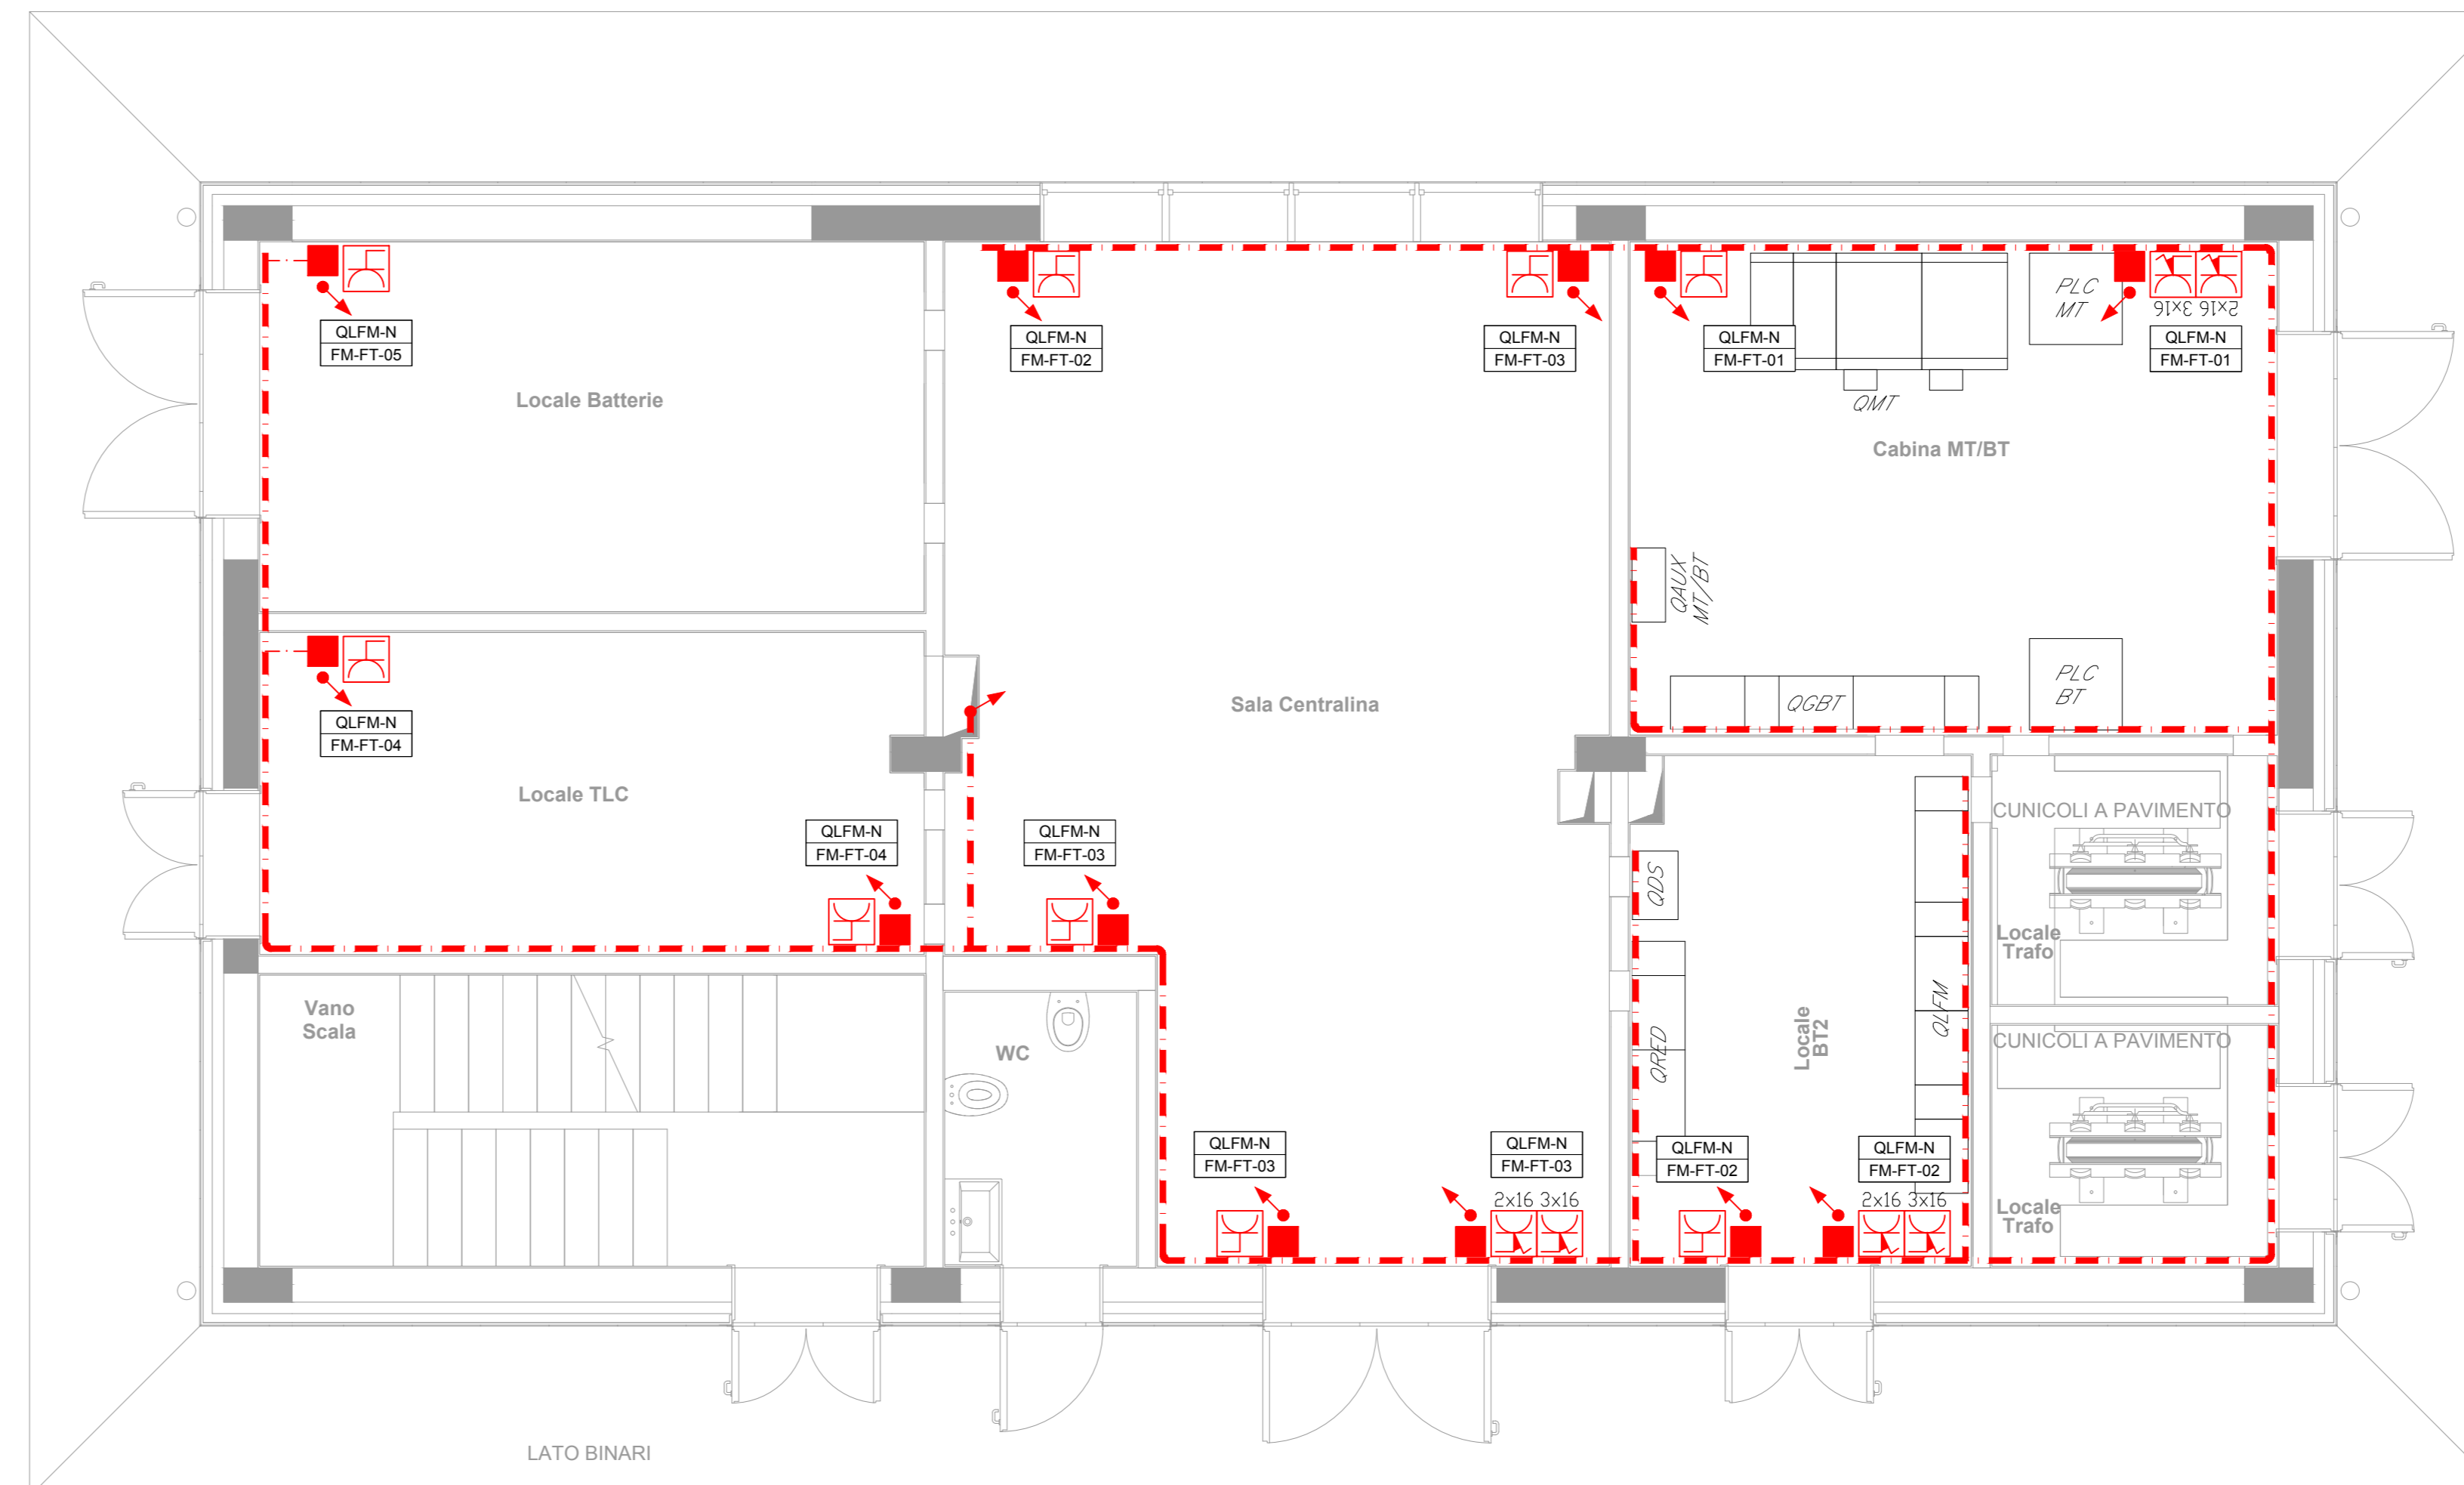 QLFM-N
FM-FT-05
QLFM-N
FM-FT-02
QLFM-N
FM-FT-03
QLFM-N
FM-FT-01
PLC
MT
3x16 2x16
QLFM-N
FM-FT-01
Locale Batterie
QMT
Cabina MT/BT
QAUX
MT/BT
QLFM-N
FM-FT-04
Sala Centralina
QGBT
PLC
BT
Locale TLC
QLFM-N
FM-FT-04
QLFM-N
FM-FT-03
CUNICOLI A PAVIMENTO
QDS
Locale
Trafo
Vano
Scala
WC
QRED
Locale
BT2
QLFM
CUNICOLI A PAVIMENTO
QLFM-N
FM-FT-03
QLFM-N
FM-FT-03
2x16 3x16
QLFM-N
FM-FT-02
QLFM-N
FM-FT-02
2x16 3x16
Locale
Trafo
LATO BINARI